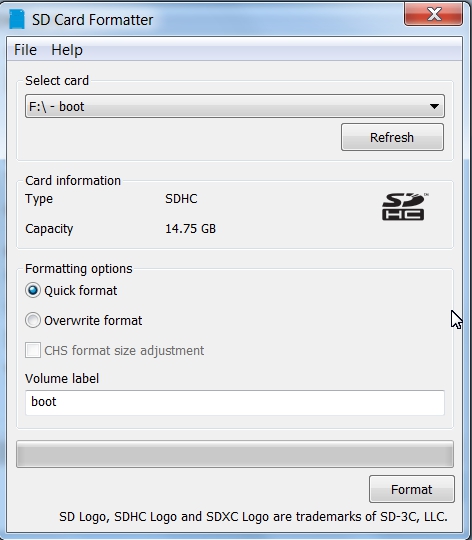 SD Card Formatter
File Help
Select card
F:\ - boot
Refresh
Card information
Type SDHC
SD HC ™
Capacity 14.75 GB
Formatting options
Quick format
Overwrite format
CHS format size adjustment
Volume label
boot
Format
SD Logo, SDHC Logo and SDXC Logo are trademarks of SD-3C, LLC.